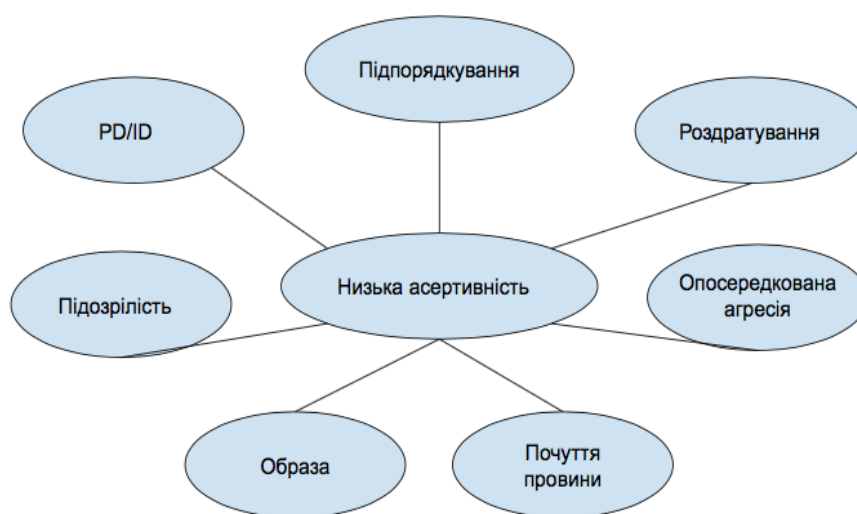 Підпорядкування
PD/ID
Роздратування
Низька асертивність
Підозрілість
Опосередкована
агресія
Образа
Почуття
провини